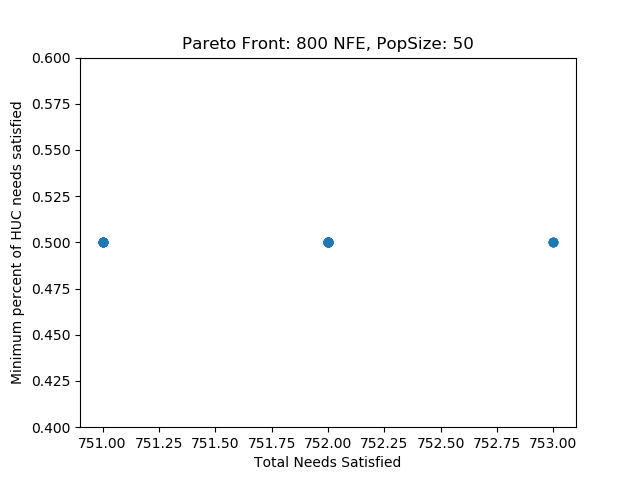 Pareto Front: 800 NFE, PopSize: 50
Minimum percent of HUC needs satisfied
0.600
0.575
0.550
0.525
0.500
0.475
0.450
0.425
0.400
751.00 751.25 751.50 751.75 752.00 752.25 752.50 752.75 753.00
Total Needs Satisfied